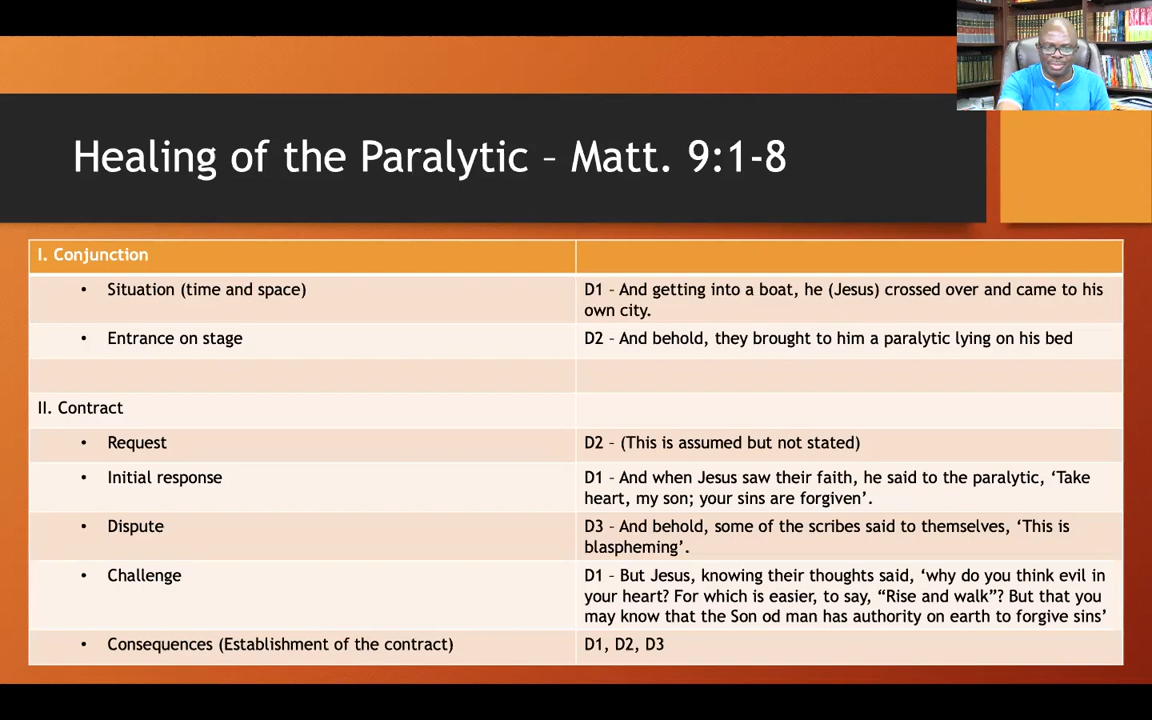 Healing of the Paralytic – Matt. 9:1-8
I. Conjunction
• Situation (time and space)
D1 – And getting into a boat, he (Jesus) crossed over and came to his
own city.
• Entrance on stage
D2 – And behold, they brought to him a paralytic lying on his bed
II. Contract
• Request
D2 – (This is assumed but not stated)
• Initial response
D1 – And when Jesus saw their faith, he said to the paralytic, ‘Take
heart, my son; your sins are forgiven’.
• Dispute
D3 – And behold, some of the scribes said to themselves, ‘This is
blaspheming’.
• Challenge
D1 – But Jesus, knowing their thoughts said, ‘why do you think evil in
your heart? For which is easier, to say, “Rise and walk”? But that you
may know that the Son od man has authority on earth to forgive sins’
• Consequences (Establishment of the contract)
D1, D2, D3